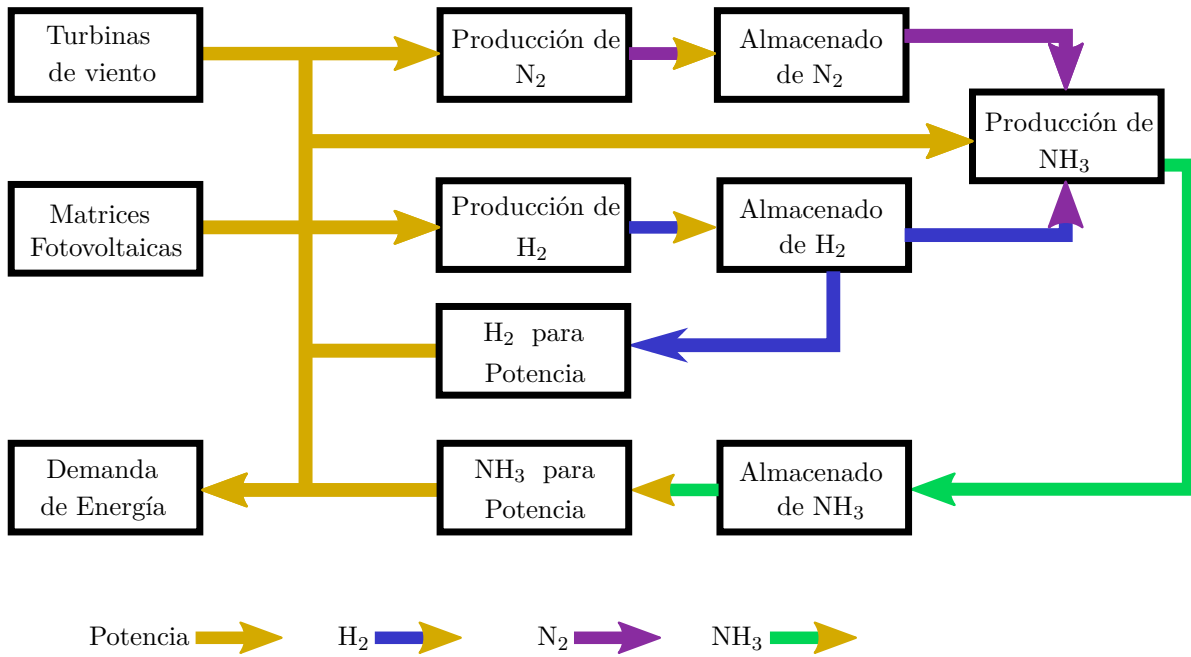 Turbinas
de viento
Producción de
N₂
Almacenado
de N₂
Producción de
NH₃
Matrices
Fotovoltaicas
Producción de
H₂
Almacenado
de H₂
H₂ para
Potencia
Demanda
de Energía
NH₃ para
Potencia
Almacenado
de NH₃
Potencia
H₂
N₂
NH₃